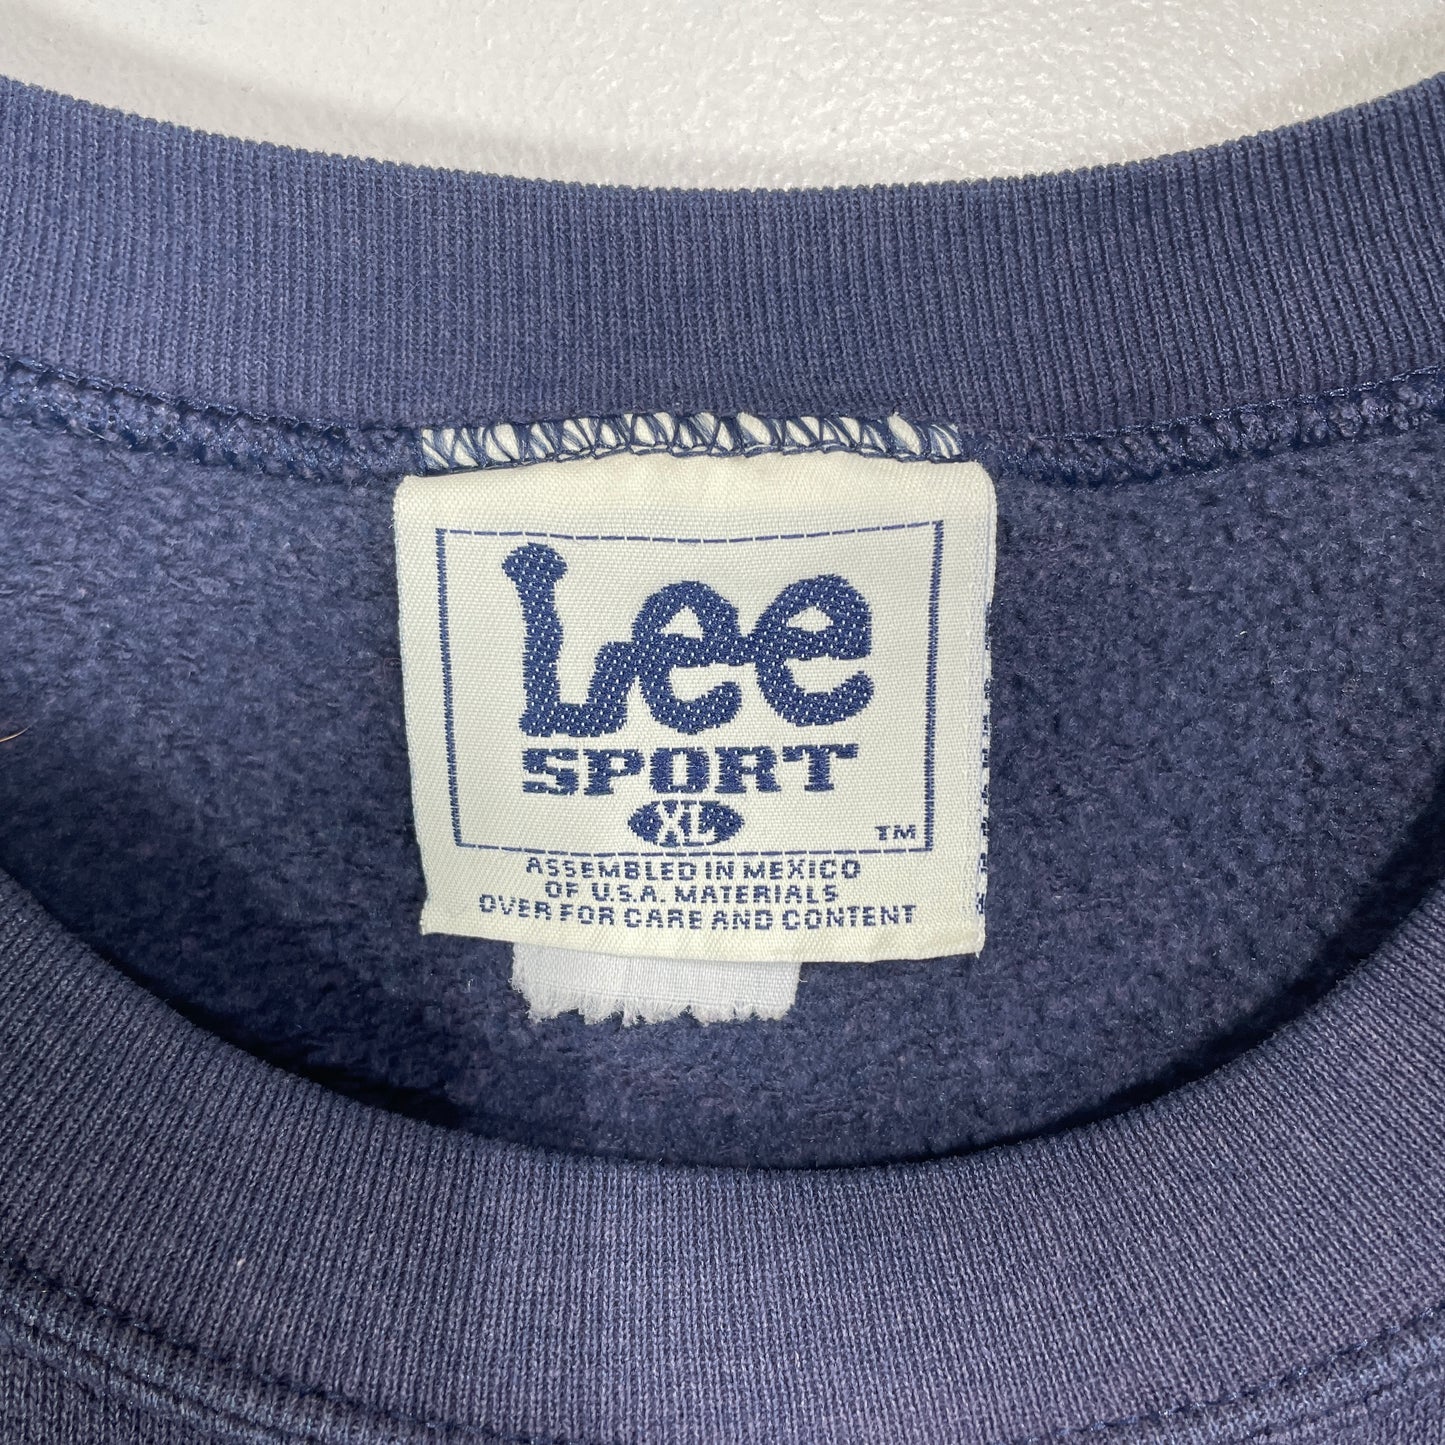 Lee
SPORT
XL
TM
ASSEMBLED IN MEXICO
OF U.S.A. MATERIALS
OVER FOR CARE AND CONTENT